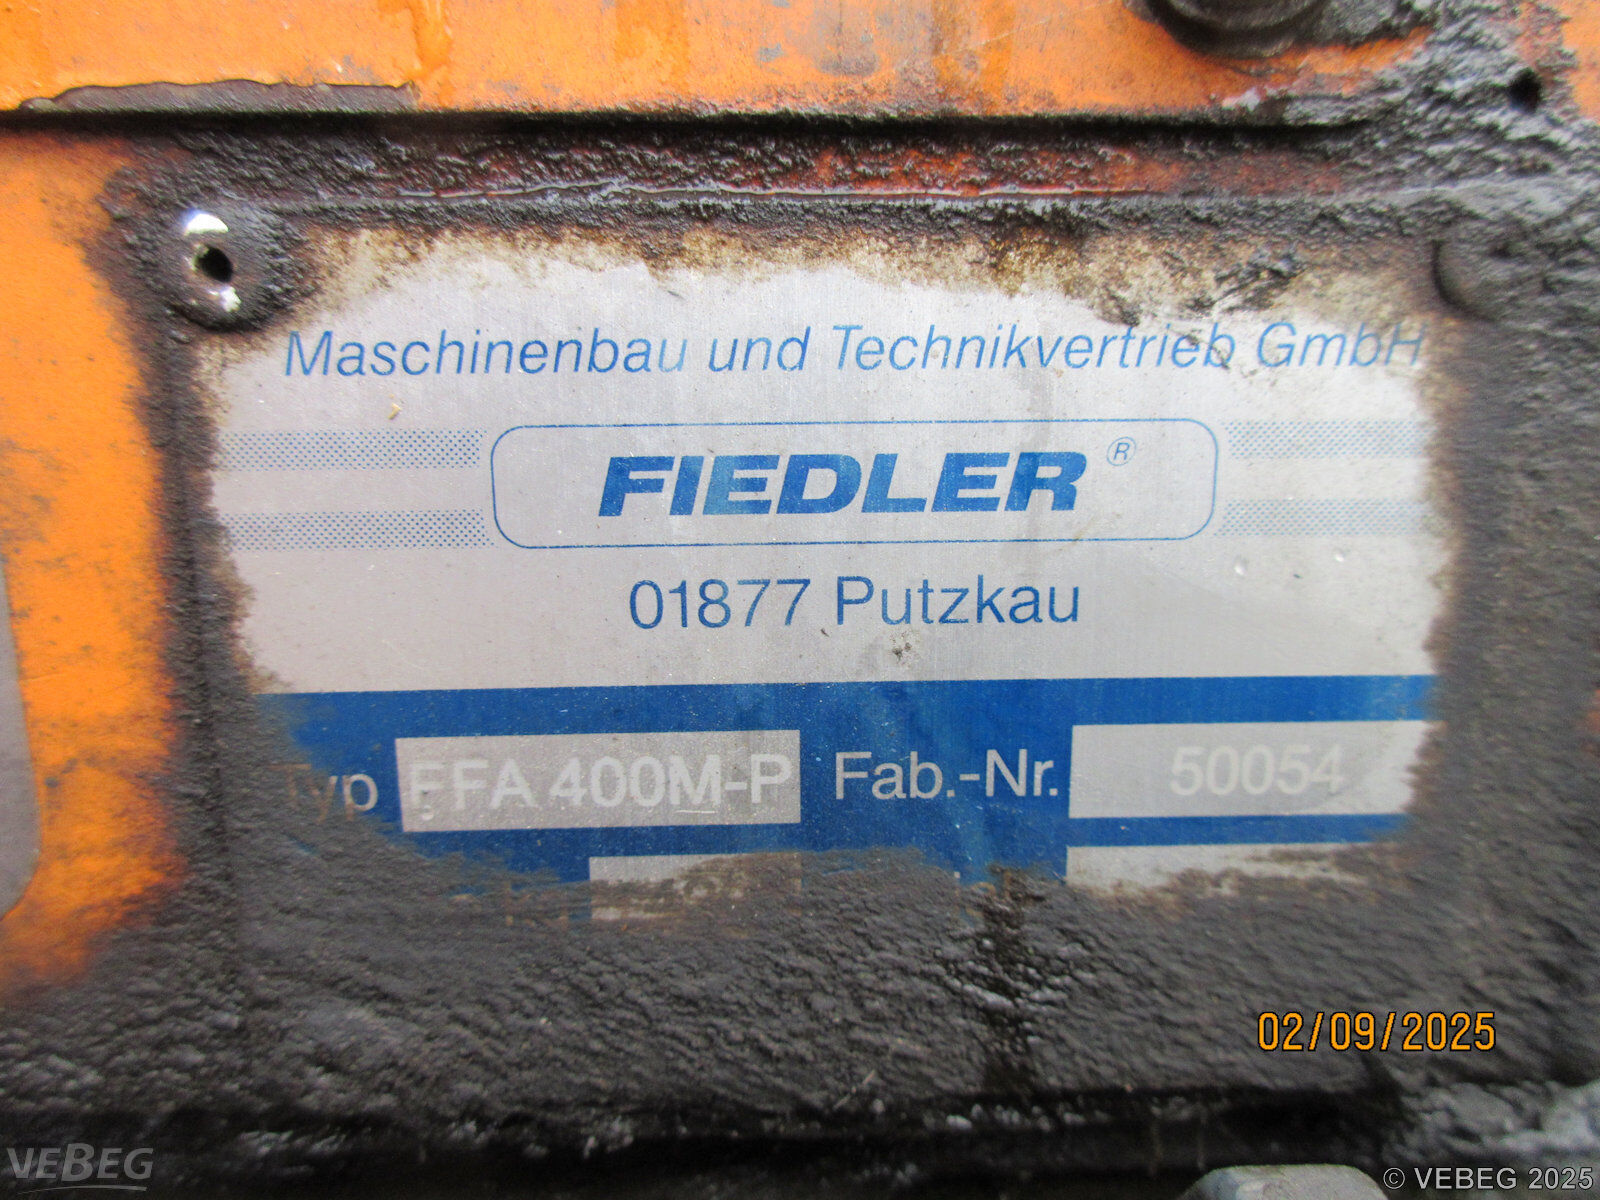 Maschinenbau und Technikvertrieb GmbH
FIEDLER®
01877 Putzkau
Typ FFA 400M-P Fab.-Nr. 50054
02/09/2025
VEBEG
© VEBEG 2025